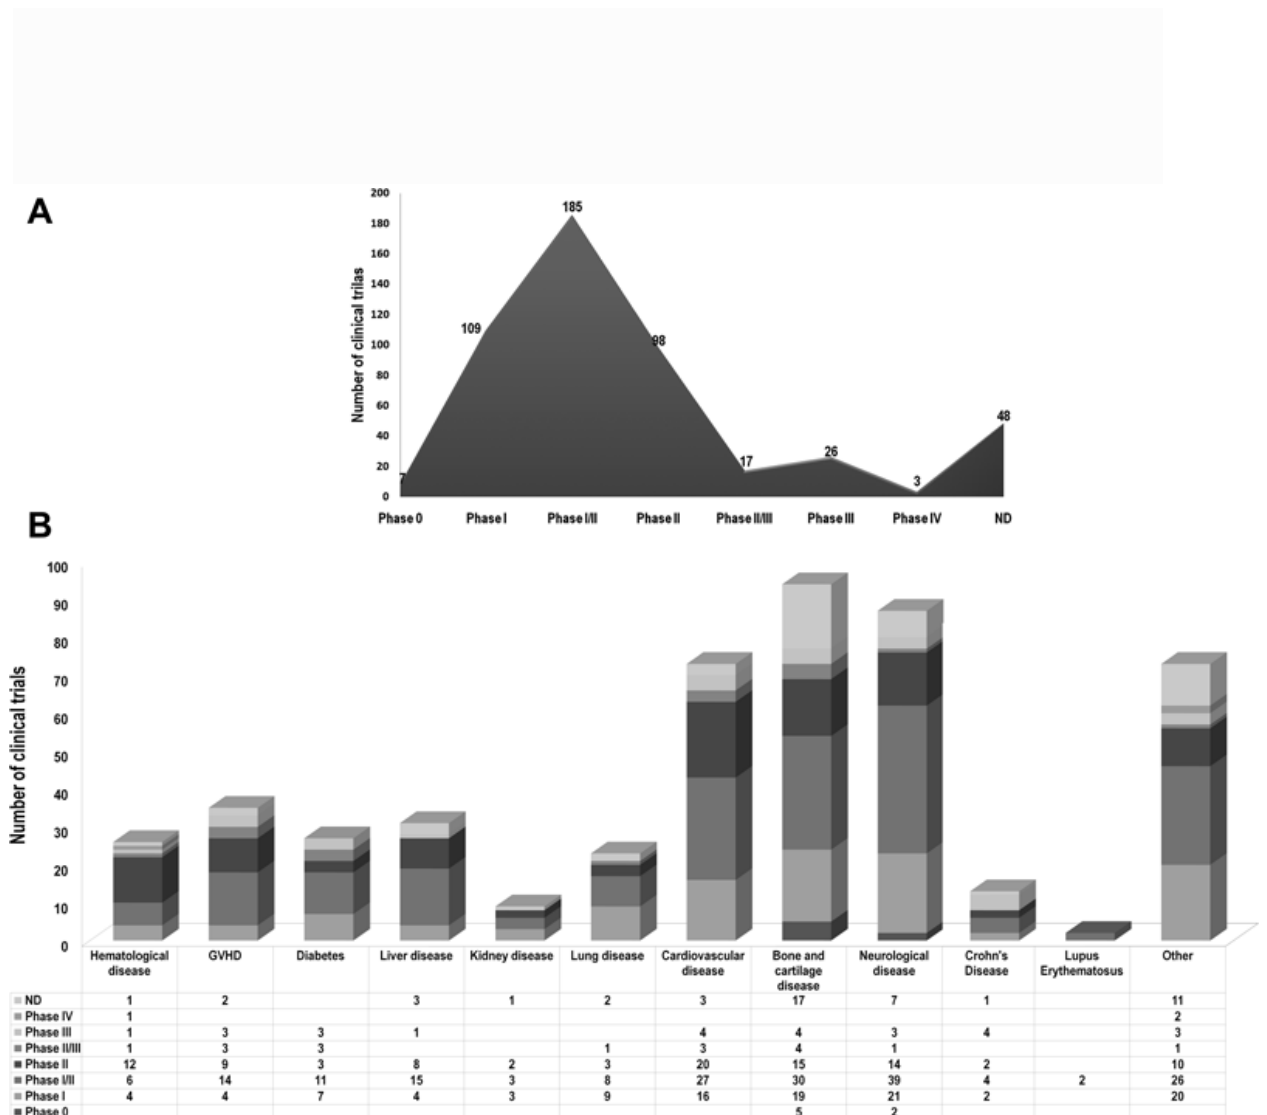 A
200
180
160
140
120
100
80
60
40
20
0
Number of clinical trilas
7
109
185
98
17
26
3
48
Phase 0 Phase I Phase I/II Phase II Phase II/III Phase III Phase IV ND
B
100
90
80
70
60
50
40
30
20
10
0
Number of clinical trials
Hematological disease GVHD Diabetes Liver disease Kidney disease Lung disease Cardiovascular disease Bone and cartilage disease Neurological disease Crohn's Disease Lupus Erythematosus Other
ND 1 2 3 1 2 3 17 7 1 11
Phase IV 1 2
Phase III 1 3 3 1 4 4 3 4 3
Phase II/III 1 3 3 1 3 4 1 1
Phase II 12 9 3 8 2 3 20 15 14 2 10
Phase I/II 6 14 11 15 3 8 27 30 39 4 2 26
Phase I 4 4 7 4 3 9 16 19 21 2 20
Phase 0 5 2